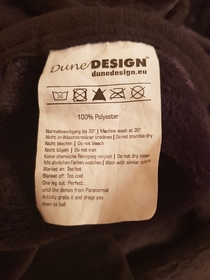 DuneDESIGN
dunedesign.eu
100% Polyester
Normalwaschgang bei 30° | Machine wash at 30°
Nicht im Wäschetrockner trocknen | Do not tumble dry
Nicht bleichen | Do not bleach
Nicht bügeln | Do not iron
Keine chemische Reinigung möglich | Do not dry clean
Mit ähnlichen Farben waschen | Wash with similar colors
Blanket on: Too hot
Blanket off: Too cold
One leg out: Perfect.
until the demon from Paranormal
Activity grabs it and drags you
down to hell.